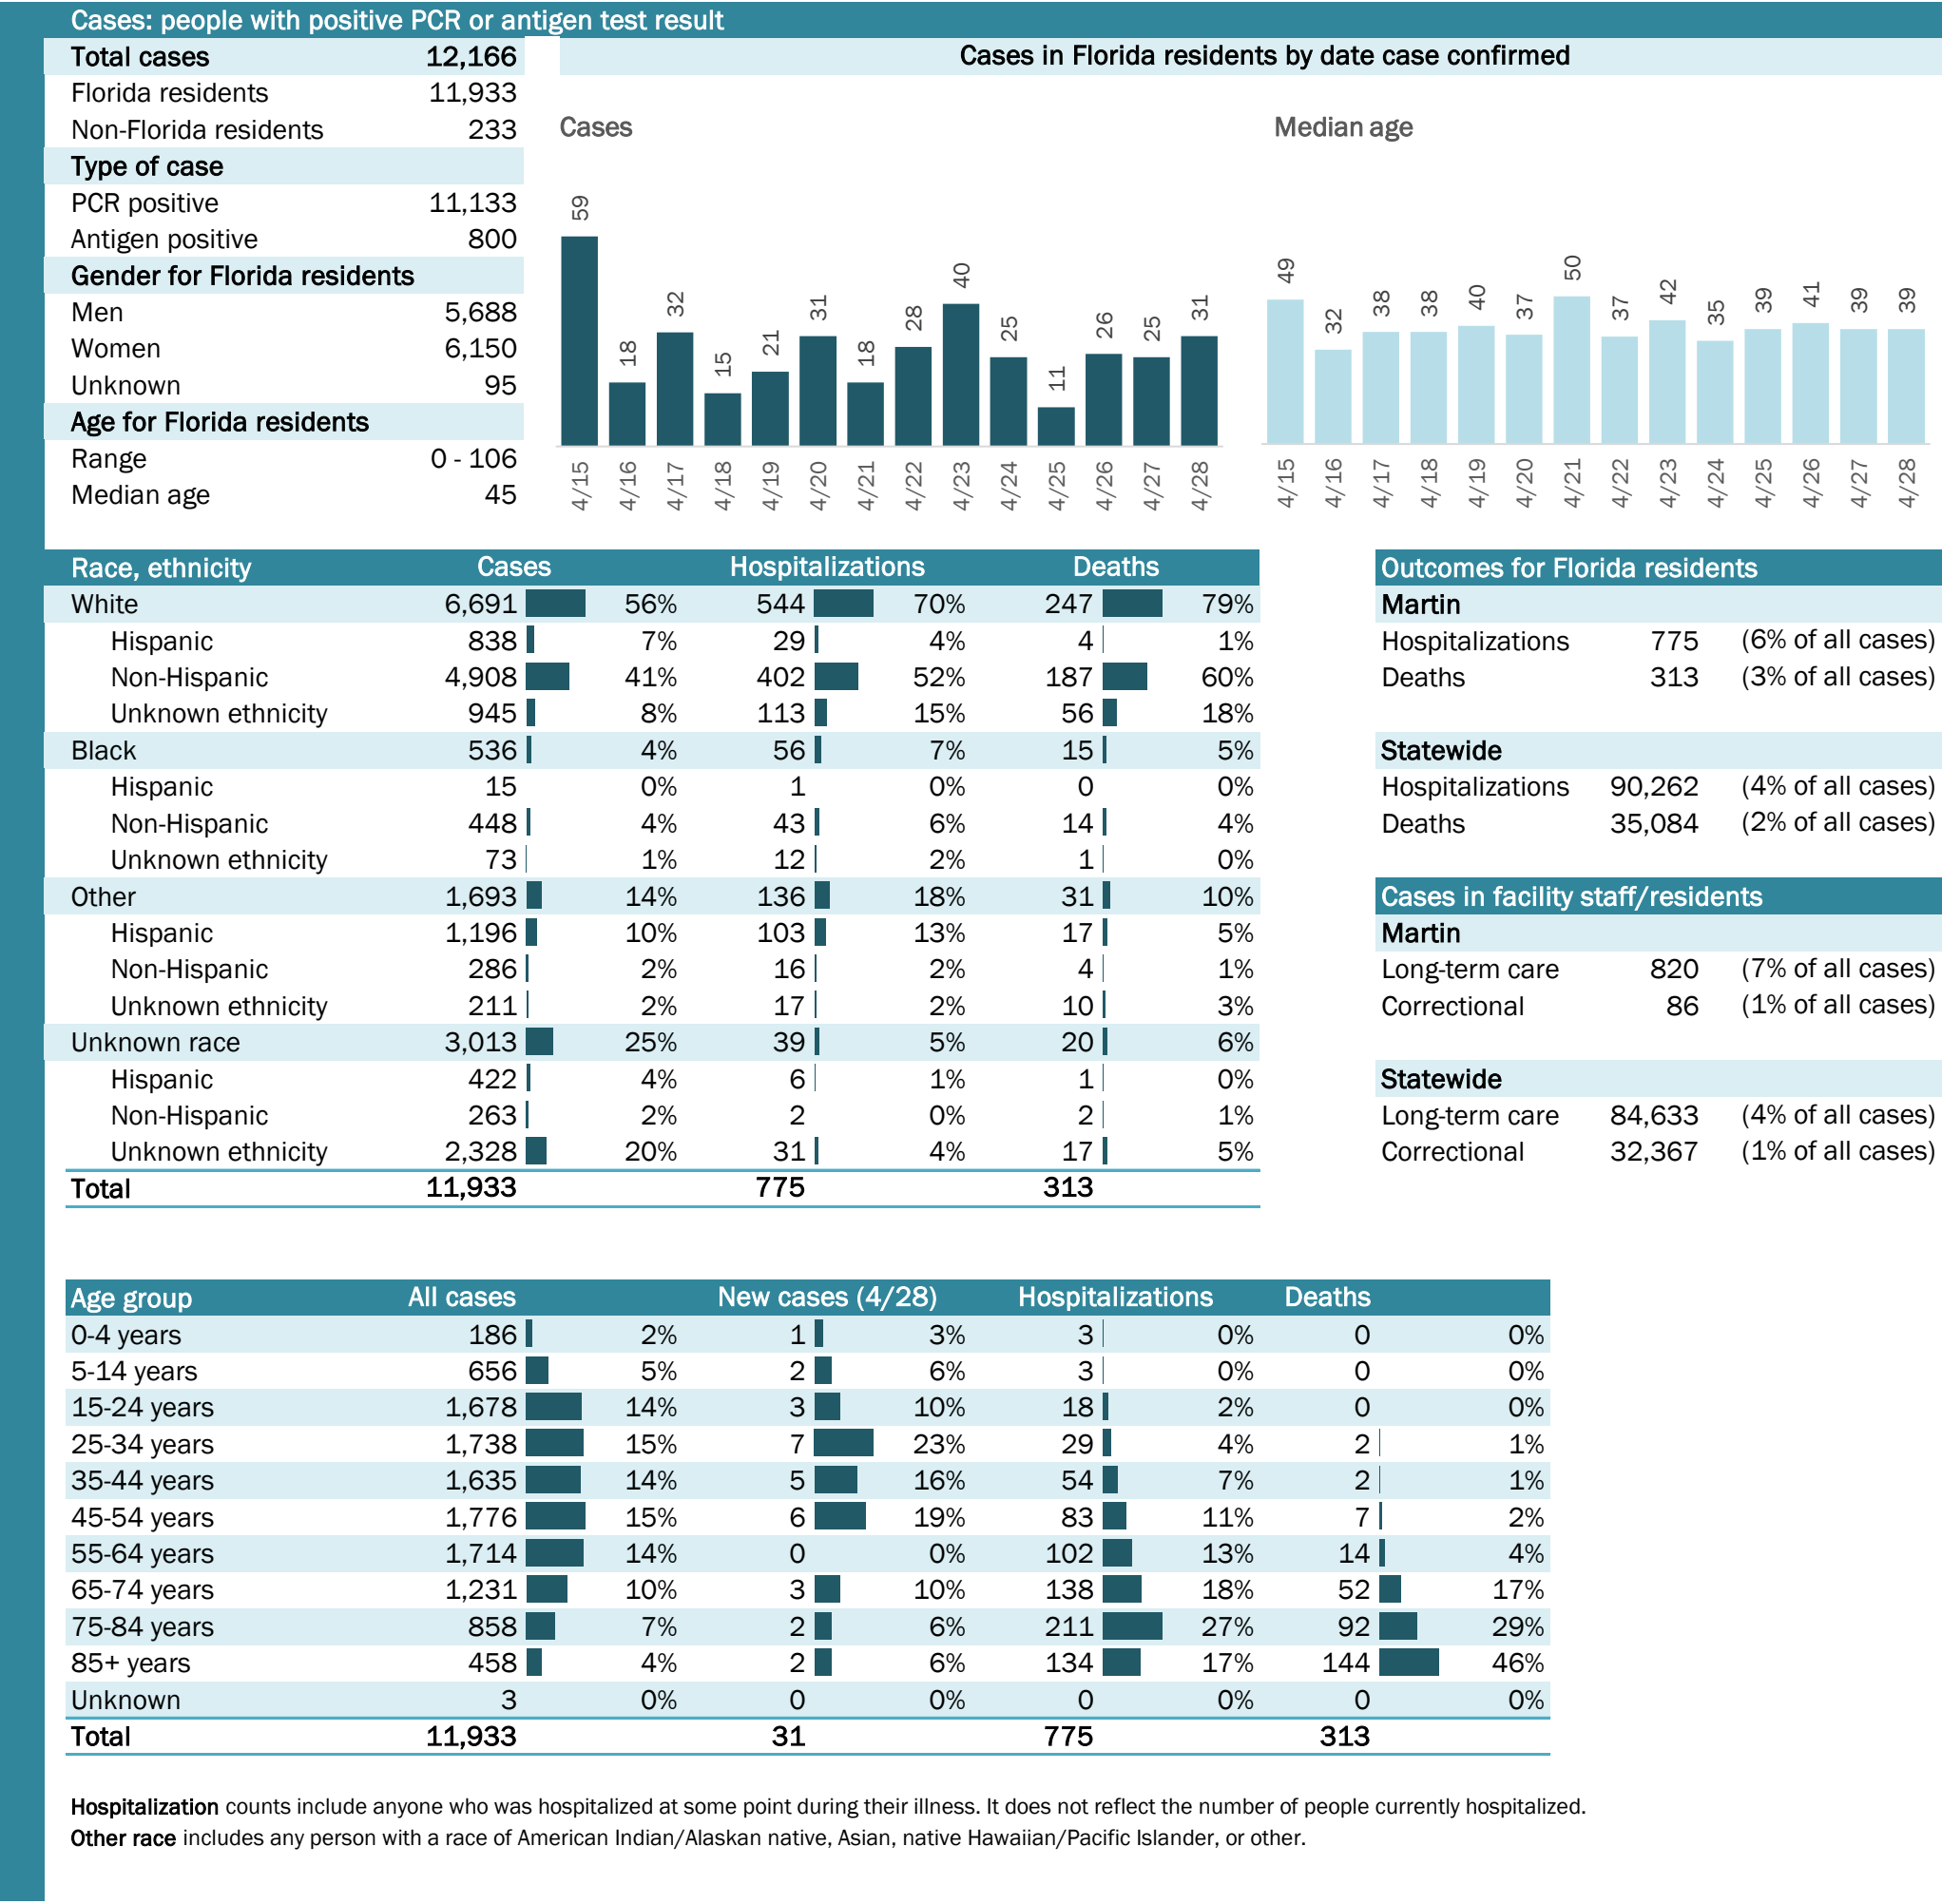 Cases: people with positive PCR or antigen test result
Total cases 12,166
Florida residents 11,933
Non-Florida residents 233
Type of case
PCR positive 11,133
Antigen positive 800
Gender for Florida residents
Men 5,688
Women 6,150
Unknown 95
Age for Florida residents
Range 0 - 106
Median age 45
Cases in Florida residents by date case confirmed
Cases
59 18 32 15 21 31 18 28 40 25 11 26 25 31
4/15 4/16 4/17 4/18 4/19 4/20 4/21 4/22 4/23 4/24 4/25 4/26 4/27 4/28
Median age
49 32 38 38 40 37 50 37 42 35 39 41 39 39
4/15 4/16 4/17 4/18 4/19 4/20 4/21 4/22 4/23 4/24 4/25 4/26 4/27 4/28
Race, ethnicity Cases Hospitalizations Deaths
White 6,691 56% 544 70% 247 79%
Hispanic 838 7% 29 4% 4 1%
Non-Hispanic 4,908 41% 402 52% 187 60%
Unknown ethnicity 945 8% 113 15% 56 18%
Black 536 4% 56 7% 15 5%
Hispanic 15 0% 1 0% 0 0%
Non-Hispanic 448 4% 43 6% 14 4%
Unknown ethnicity 73 1% 12 2% 1 0%
Other 1,693 14% 136 18% 31 10%
Hispanic 1,196 10% 103 13% 17 5%
Non-Hispanic 286 2% 16 2% 4 1%
Unknown ethnicity 211 2% 17 2% 10 3%
Unknown race 3,013 25% 39 5% 20 6%
Hispanic 422 4% 6 1% 1 0%
Non-Hispanic 263 2% 2 0% 2 1%
Unknown ethnicity 2,328 20% 31 4% 17 5%
Total 11,933 775 313
Outcomes for Florida residents
Martin
Hospitalizations 775 (6% of all cases)
Deaths 313 (3% of all cases)
Statewide
Hospitalizations 90,262 (4% of all cases)
Deaths 35,084 (2% of all cases)
Cases in facility staff/residents
Martin
Long-term care 820 (7% of all cases)
Correctional 86 (1% of all cases)
Statewide
Long-term care 84,633 (4% of all cases)
Correctional 32,367 (1% of all cases)
Age group All cases New cases (4/28) Hospitalizations Deaths
0-4 years 186 2% 1 3% 3 0% 0 0%
5-14 years 656 5% 2 6% 3 0% 0 0%
15-24 years 1,678 14% 3 10% 18 2% 0 0%
25-34 years 1,738 15% 7 23% 29 4% 2 1%
35-44 years 1,635 14% 5 16% 54 7% 2 1%
45-54 years 1,776 15% 6 19% 83 11% 7 2%
55-64 years 1,714 14% 0 0% 102 13% 14 4%
65-74 years 1,231 10% 3 10% 138 18% 52 17%
75-84 years 858 7% 2 6% 211 27% 92 29%
85+ years 458 4% 2 6% 134 17% 144 46%
Unknown 3 0% 0 0% 0 0% 0 0%
Total 11,933 31 775 313
Hospitalization counts include anyone who was hospitalized at some point during their illness. It does not reflect the number of people currently hospitalized.
Other race includes any person with a race of American Indian/Alaskan native, Asian, native Hawaiian/Pacific Islander, or other.